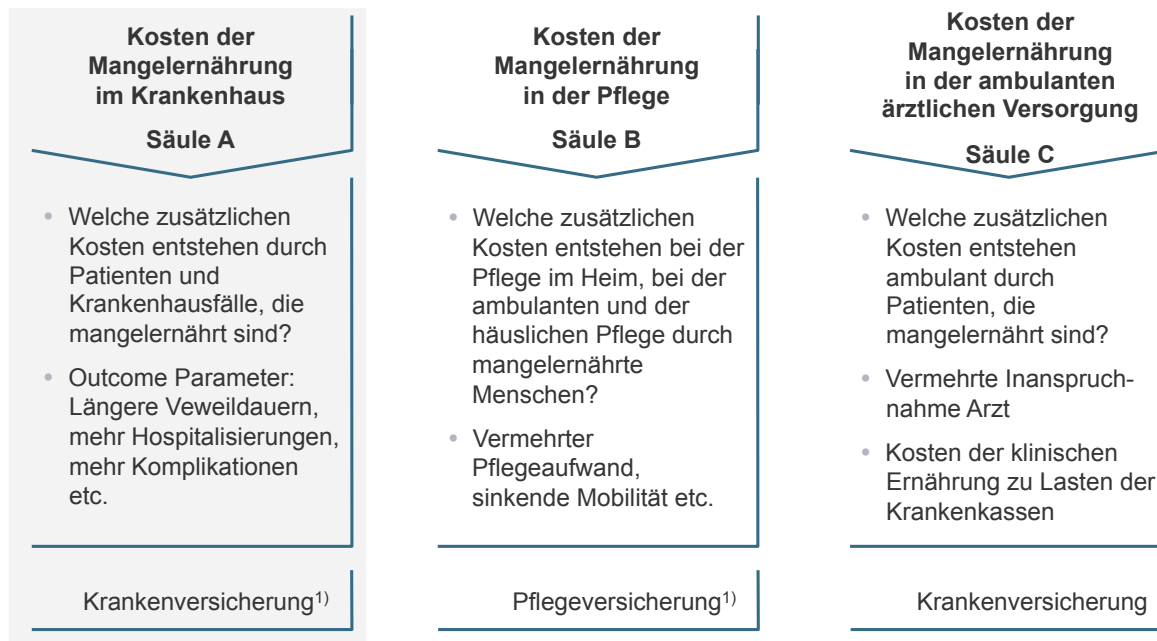 Kosten der
Mangelernährung
im Krankenhaus
Säule A
• Welche zusätzlichen
Kosten entstehen durch
Patienten und
Krankenhausfälle, die
mangelernährt sind?
• Outcome Parameter:
Längere Veweildauern,
mehr Hospitalisierungen,
mehr Komplikationen
etc.
Krankenversicherung1)
Kosten der
Mangelernährung
in der Pflege
Säule B
• Welche zusätzlichen
Kosten entstehen bei der
Pflege im Heim, bei der
ambulanten und der
häuslichen Pflege durch
mangelernährte
Menschen?
• Vermehrter
Pflegeaufwand,
sinkende Mobilität etc.
Pflegeversicherung1)
Kosten der
Mangelernährung
in der ambulanten
ärztlichen Versorgung
Säule C
• Welche zusätzlichen
Kosten entstehen
ambulant durch
Patienten, die
mangelernährt sind?
• Vermehrte Inanspruch-
nahme Arzt
• Kosten der klinischen
Ernährung zu Lasten der
Krankenkassen
Krankenversicherung